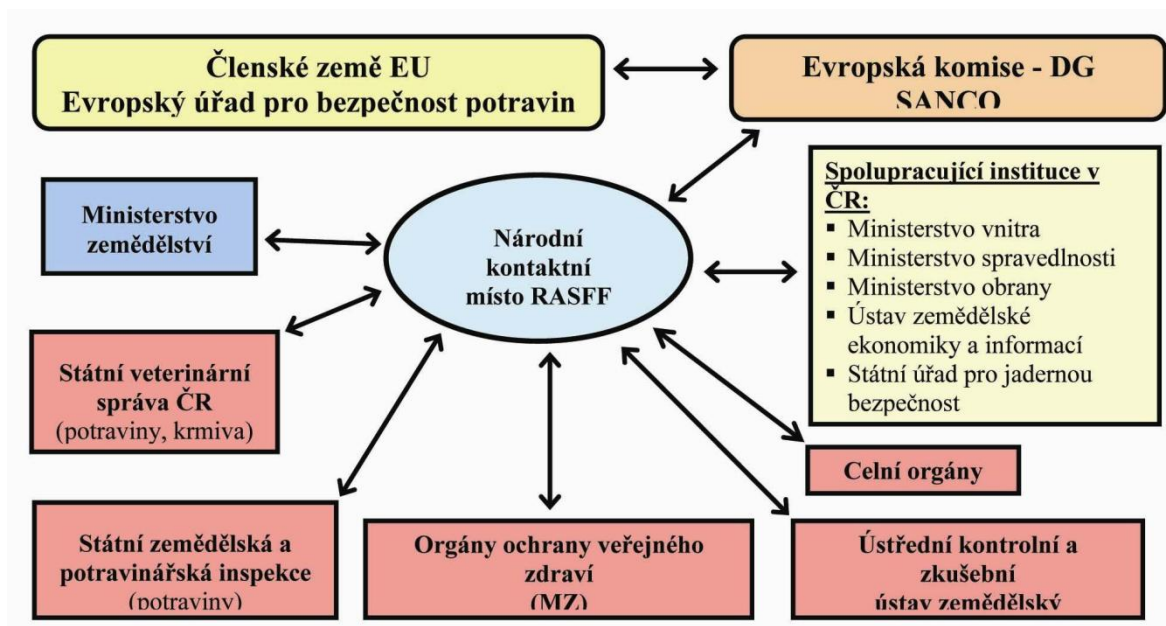 Členské země EU
Evropský úřad pro bezpečnost potravin
Evropská komise - DG
SANCO
Ministerstvo
zemědělství
Národní
kontaktní
místo RASFF
Spolupracující instituce v
ČR:
▪ Ministerstvo vnitra
▪ Ministerstvo spravedlnosti
▪ Ministerstvo obrany
▪ Ústav zemědělské
ekonomiky a informací
▪ Státní úřad pro jadernou
bezpečnost
Státní veterinární
správa ČR
(potraviny, krmiva)
Celní orgány
Státní zemědělská a
potravinářská inspekce
(potraviny)
Orgány ochrany veřejného
zdraví
(MZ)
Ústřední kontrolní a
zkušební
ústav zemědělský